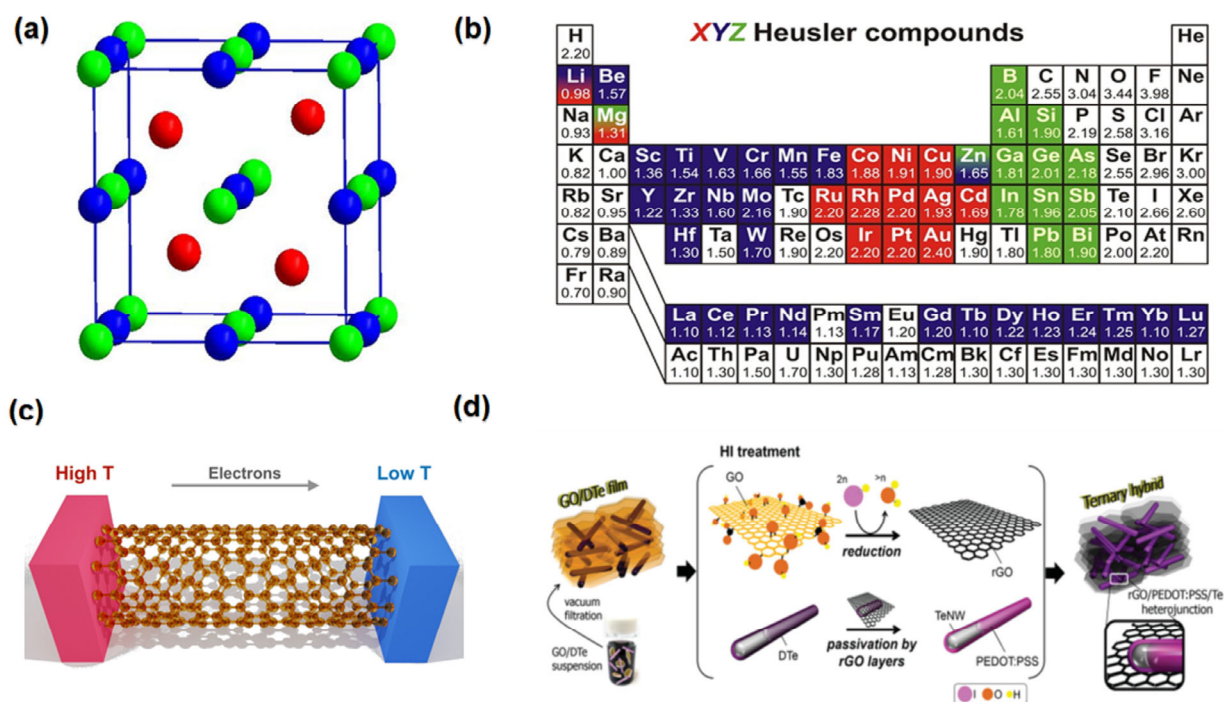 (a)
(b)
XYZ Heusler compounds
H He
2.20
Li Be B C N O F Ne
0.98 1.57 2.04 2.55 3.04 3.44 3.98
Na Mg Al Si P S Cl Ar
0.93 1.31 1.61 1.90 2.19 2.58 3.16
K Ca Sc Ti V Cr Mn Fe Co Ni Cu Zn Ga Ge As Se Br Kr
0.82 1.00 1.36 1.54 1.63 1.66 1.55 1.83 1.88 1.91 1.90 1.65 1.81 2.01 2.18 2.55 2.96 3.00
Rb Sr Y Zr Nb Mo Tc Ru Rh Pd Ag Cd In Sn Sb Te I Xe
0.82 0.95 1.22 1.33 1.60 2.16 1.90 2.20 2.28 2.20 1.93 1.69 1.78 1.96 2.05 2.10 2.66 2.60
Cs Ba Hf Ta W Re Os Ir Pt Au Hg Tl Pb Bi Po At Rn
0.79 0.89 1.30 1.50 1.70 1.90 2.20 2.20 2.20 2.40 1.90 1.80 1.80 1.90 2.00 2.20
Fr Ra
0.70 0.90
La Ce Pr Nd Pm Sm Eu Gd Tb Dy Ho Er Tm Yb Lu
1.10 1.12 1.13 1.14 1.13 1.17 1.20 1.20 1.10 1.22 1.23 1.24 1.25 1.10 1.27
Ac Th Pa U Np Pu Am Cm Bk Cf Es Fm Md No Lr
1.10 1.30 1.50 1.70 1.30 1.28 1.13 1.28 1.30 1.30 1.30 1.30 1.30 1.30 1.30
(c)
High T
Electrons
Low T
(d)
HI treatment
GO/DTe film
GO
2n
>n
reduction
rGO
Ternary hybrid
vacuum
filtration
GO/DTe
suspension
DTe
passivation by
rGO layers
TeNW
PEDOT:PSS
rGO/PEDOT:PSS/Te
heterojunction
I O H